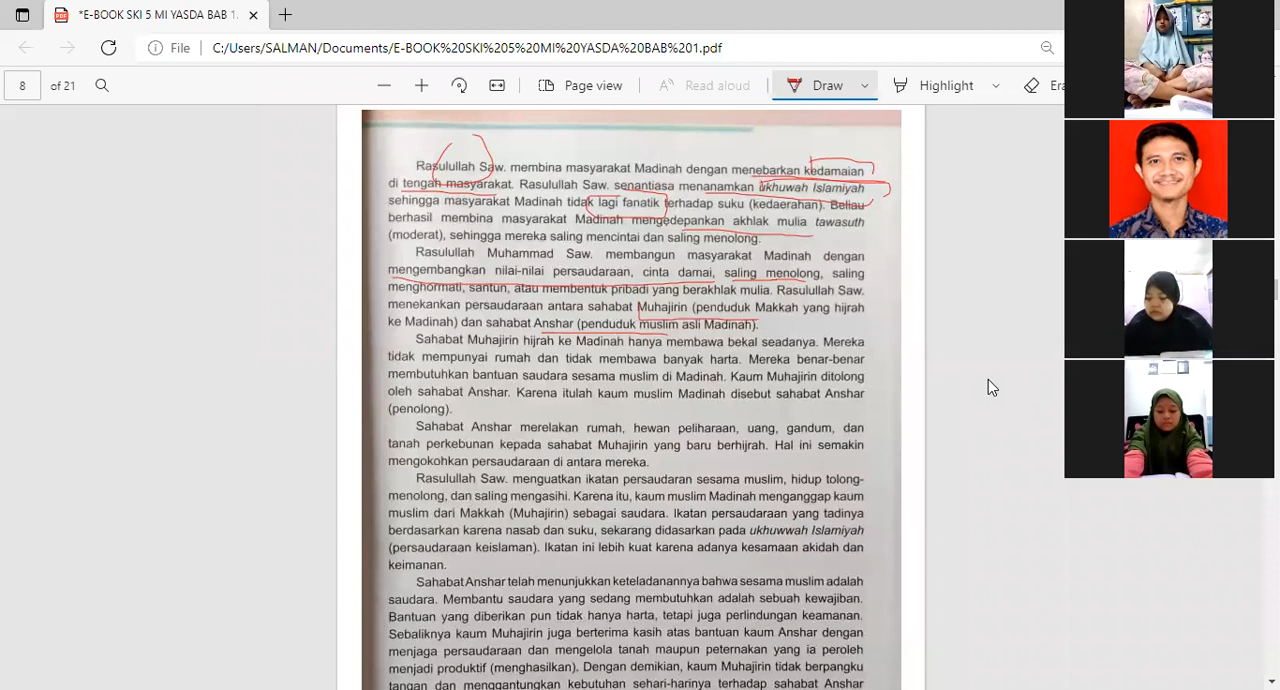 *E-BOOK SKI 5 MI YASDA BAB 1.
File C:/Users/SALMAN/Documents/E-BOOK%20SKI%205%20MI%20YASDA%20BAB%201.pdf
8 of 21 Page view Read aloud Draw Highlight Era
Rasulullah Saw. membina masyarakat Madinah dengan menebarkan kedamaian
di tengah masyarakat. Rasulullah Saw. senantiasa menanamkan ukhuwah Islamiyah
sehingga masyarakat Madinah tidak lagi fanatik terhadap suku (kedaerahan). Beliau
berhasil membina masyarakat Madinah mengedepankan akhlak mulia tawasuth
(moderat), sehingga mereka saling mencintai dan saling menolong.
Rasulullah Muhammad Saw. membangun masyarakat Madinah dengan
mengembangkan nilai-nilai persaudaraan, cinta damai, saling menolong, saling
menghormati, santun, atau membentuk pribadi yang berakhlak mulia. Rasulullah Saw.
menekankan persaudaraan antara sahabat Muhajirin (penduduk Makkah yang hijrah
ke Madinah) dan sahabat Anshar (penduduk muslim asli Madinah).
Sahabat Muhajirin hijrah ke Madinah hanya membawa bekal seadanya. Mereka
tidak mempunyai rumah dan tidak membawa banyak harta. Mereka benar-benar
membutuhkan bantuan saudara sesama muslim di Madinah. Kaum Muhajirin ditolong
oleh sahabat Anshar. Karena itulah kaum muslim Madinah disebut sahabat Anshar
(penolong).
Sahabat Anshar merelakan rumah, hewan peliharaan, uang, gandum, dan
tanah perkebunan kepada sahabat Muhajirin yang baru berhijrah. Hal ini semakin
mengokohkan persaudaraan di antara mereka.
Rasulullah Saw. menguatkan ikatan persaudran sesama muslim, hidup tolong-
menolong, dan saling mengasihi. Karena itu, kaum muslim Madinah menganggap kaum
muslim dari Makkah (Muhajirin) sebagai saudara. Ikatan persaudaraan yang tadinya
berdasarkan karena nasab dan suku, sekarang didasarkan pada ukhuwwah Islamiyah
(persaudaraan keislaman). Ikatan ini lebih kuat karena adanya kesamaan akidah dan
keimanan.
Sahabat Anshar telah menunjukkan keteladanannya bahwa sesama muslim adalah
saudara. Membantu saudara yang sedang membutuhkan adalah sebuah kewajiban.
Bantuan yang diberikan pun tidak hanya harta, tetapi juga perlindungan keamanan.
Sebaliknya kaum Muhajirin juga berterima kasih atas bantuan kaum Anshar dengan
menjaga persaudaraan dan mengelola tanah maupun peternakan yang ia peroleh
menjadi produktif (menghasilkan). Dengan demikian, kaum Muhajirin tidak berpangku
tangan dan menggantungkan kebutuhan sehari-harinya terhadap sahabat Anshar